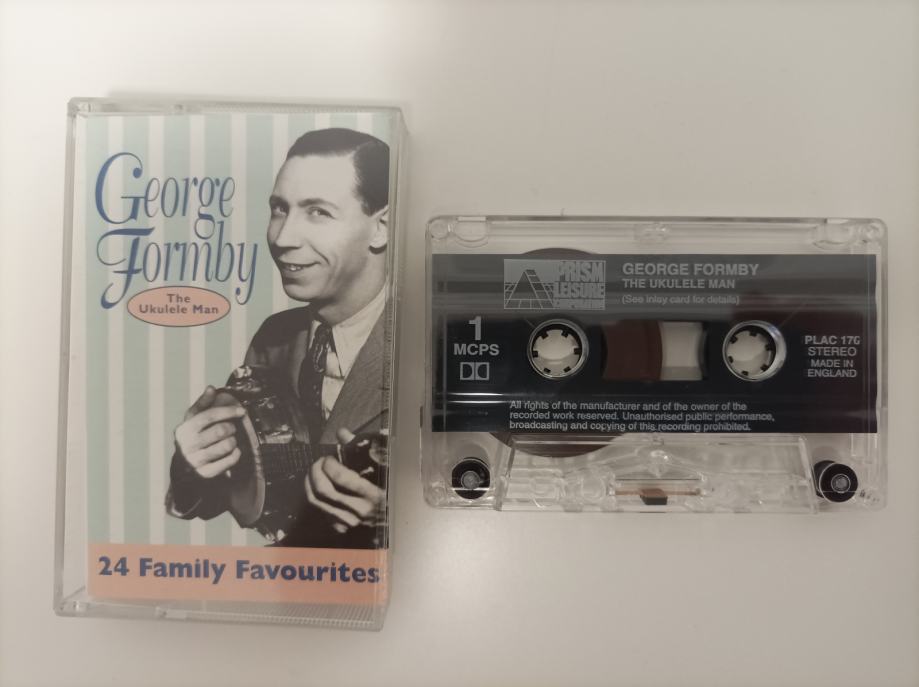 George
Formby
The
Ukulele Man
24 Family Favourites
PRISM
LEISURE
CORPORATION
GEORGE FORMBY
THE UKULELE MAN
(See inlay card for details)
1
MCPS
PLAC 176
STEREO
MADE IN
ENGLAND
All rights of the manufacturer and of the owner of the
recorded work reserved. Unauthorised public performance,
broadcasting and copying of this recording prohibited.